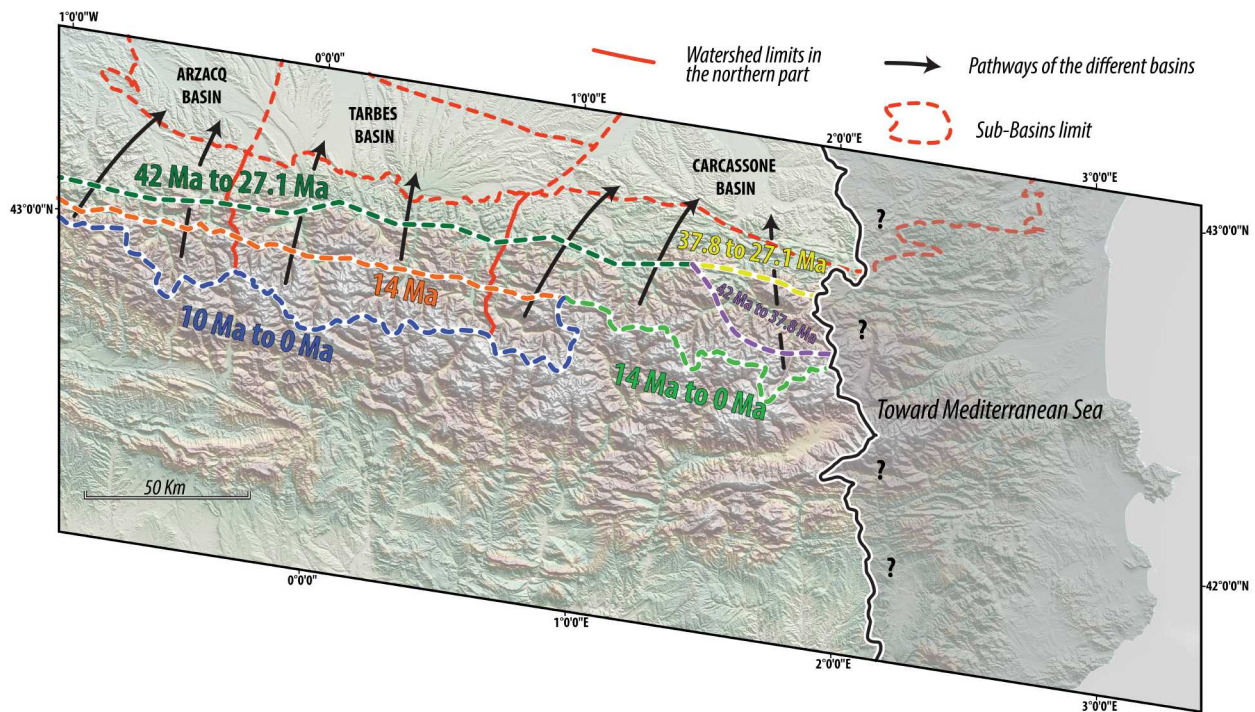 1°0'0"W
0°0'0"
1°0'0"E
2°0'0"E
3°0'0"E
Watershed limits in
the northern part
Pathways of the different basins
Sub-Basins limit
ARZACQ
BASIN
TARBES
BASIN
CARCASSONE
BASIN
43°0'0"N
43°0'0"N
42 Ma to 27.1 Ma
37.8 to 27.1 Ma
42 Ma to 37.8 Ma
14 Ma
10 Ma to 0 Ma
14 Ma to 0 Ma
?
?
Toward Mediterranean Sea
?
?
50 Km
42°0'0"N
0°0'0"
1°0'0"E
2°0'0"E
3°0'0"E